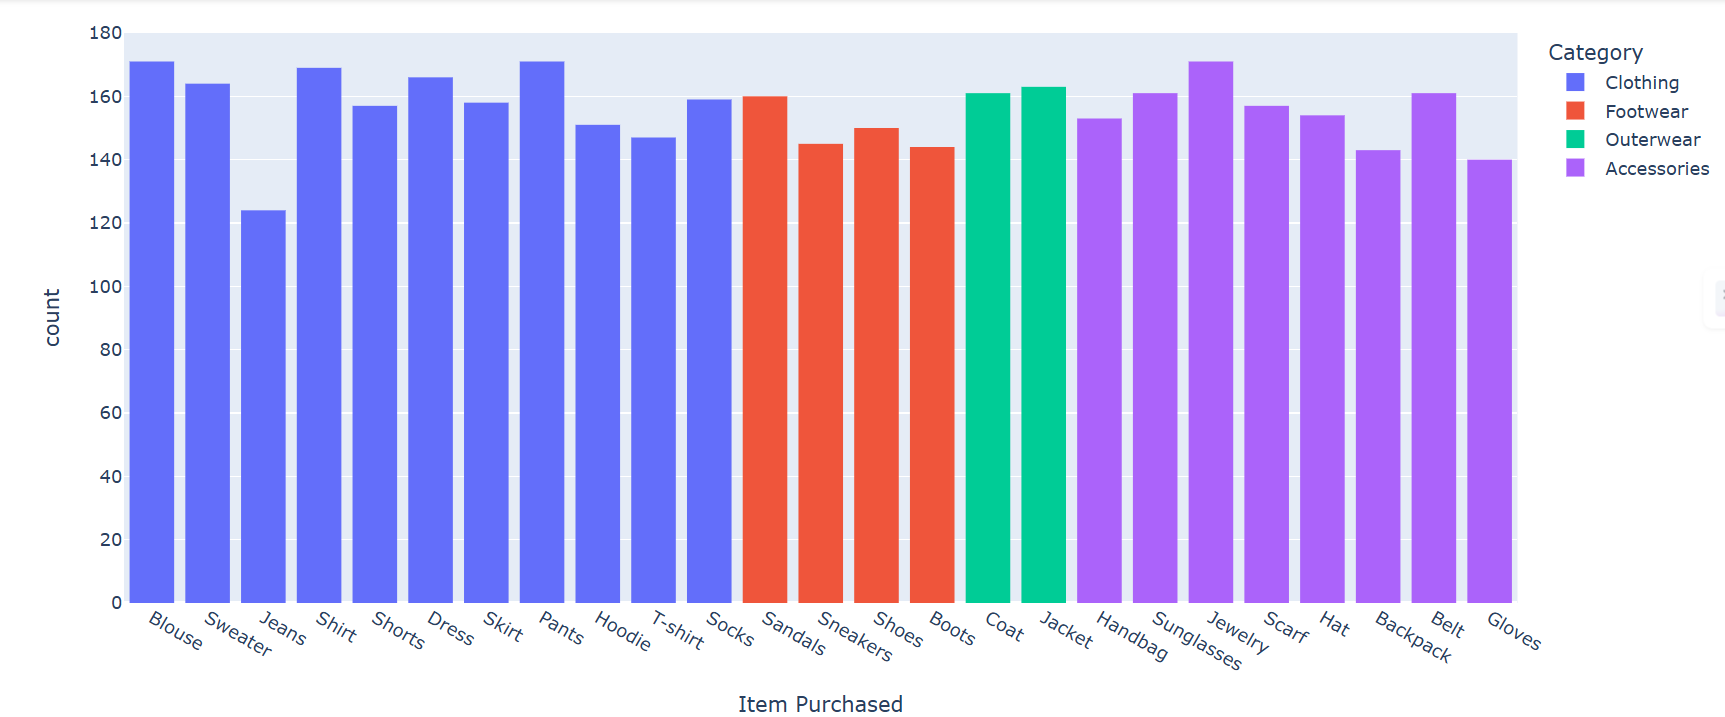 180
160
140
120
100
80
60
40
20
0
count
Blouse
Sweater
Jeans
Shirt
Shorts
Dress
Skirt
Pants
Hoodie
T-shirt
Socks
Sandals
Sneakers
Shoes
Boots
Coat
Jacket
Handbag
Sunglasses
Jewelry
Scarf
Hat
Backpack
Belt
Gloves
Item Purchased
Category
Clothing
Footwear
Outerwear
Accessories